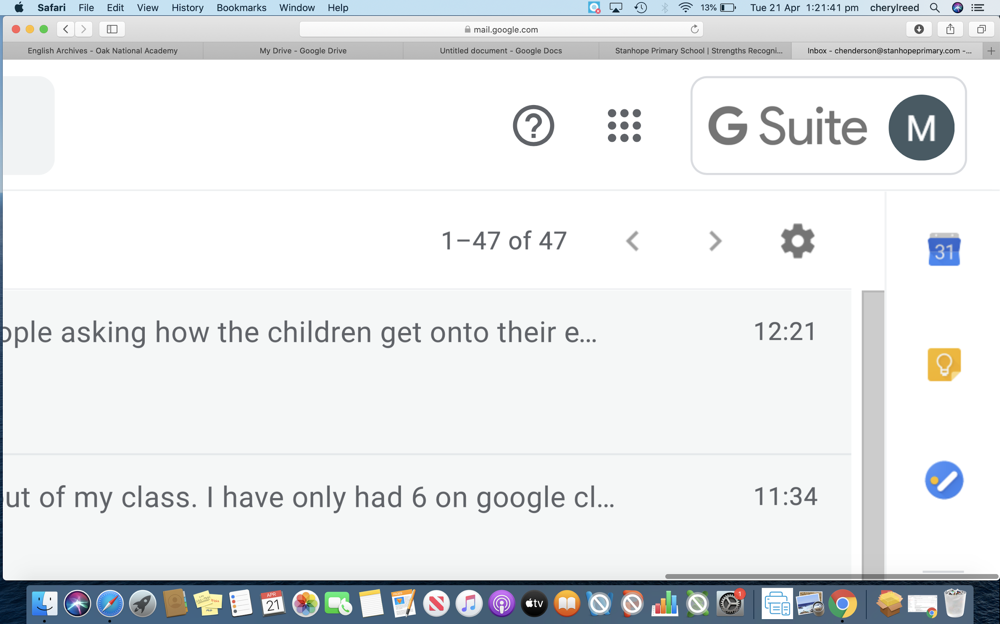 Safari File Edit View History Bookmarks Window Help 13% Tue 21 Apr 1:21:41 pm cherylreed
mail.google.com
English Archives - Oak National Academy My Drive - Google Drive Untitled document - Google Docs Stanhope Primary School | Strengths Recogni... Inbox - chenderson@stanhopeprimary.com -...
G Suite M
1–47 of 47
31
ople asking how the children get onto their e... 12:21
ut of my class. I have only had 6 on google cl... 11:34
APR
21
PAGES
tv
1